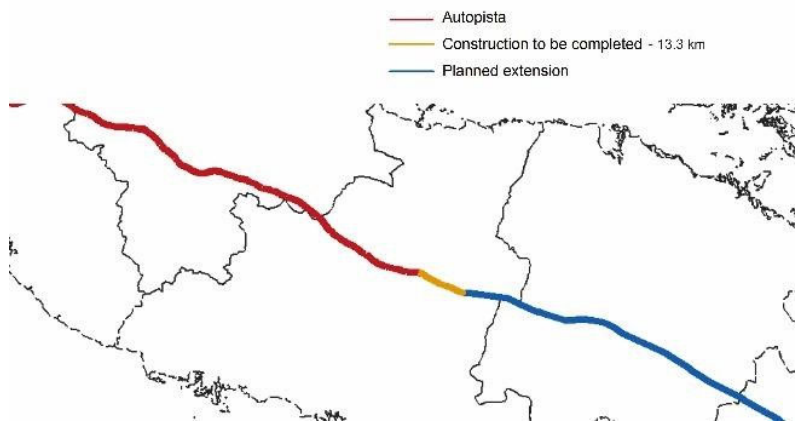 Autopista
Construction to be completed - 13.3 km
Planned extension